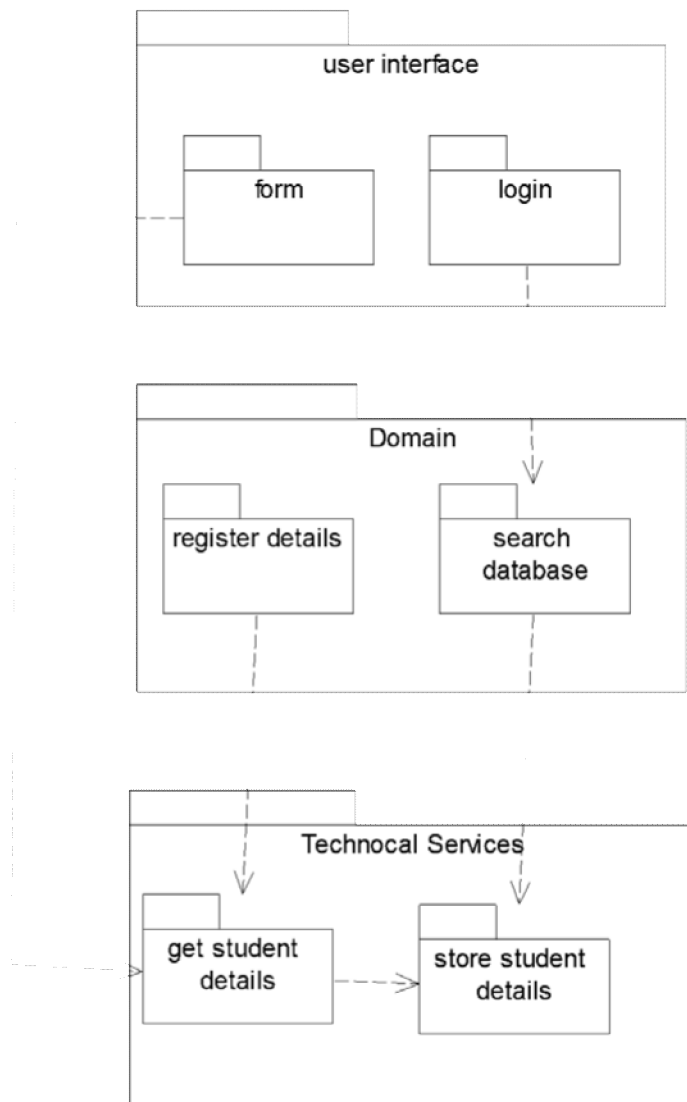 user interface
form
login
Domain
register details
search
database
Technocal Services
get student
details
store student
details